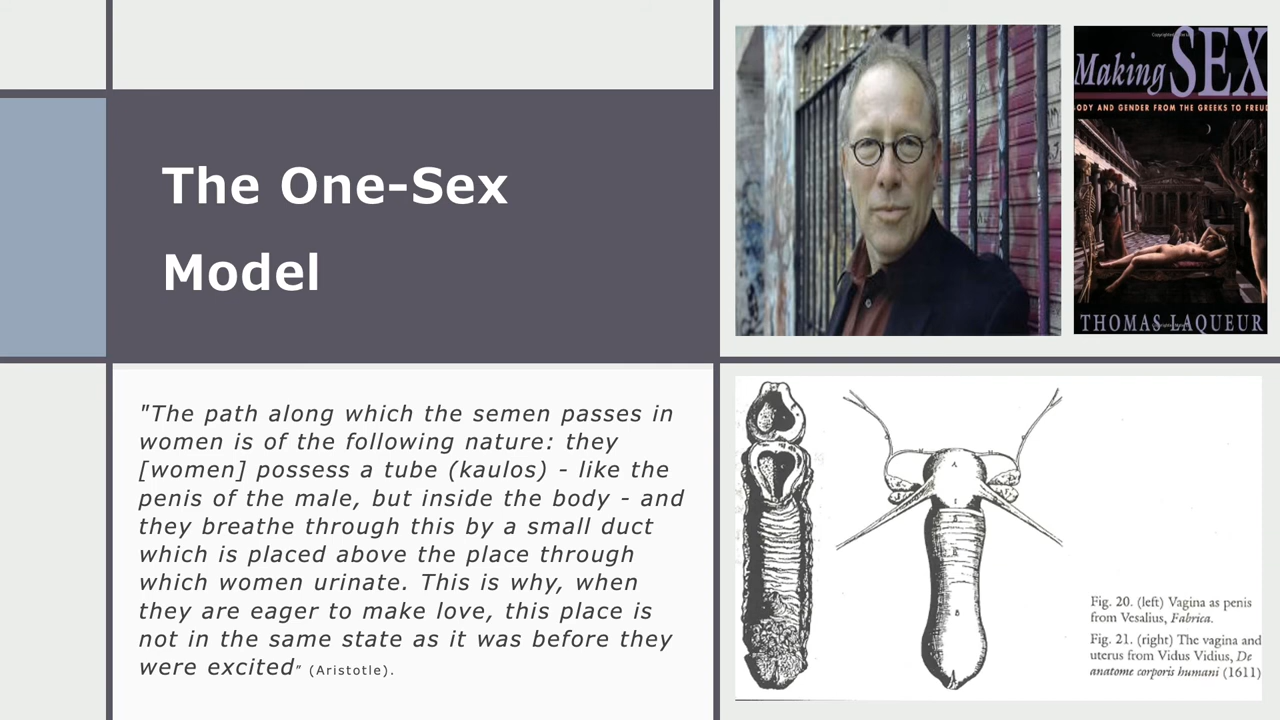 The One-Sex
Model
"The path along which the semen passes in
women is of the following nature: they
[women] possess a tube (kaulos) - like the
penis of the male, but inside the body - and
they breathe through this by a small duct
which is placed above the place through
which women urinate. This is why, when
they are eager to make love, this place is
not in the same state as it was before they
were excited” (Aristotle).
Making SEX
BODY AND GENDER FROM THE GREEKS TO FREUD
THOMAS LAQUEUR
Fig. 20. (left) Vagina as penis
from Vesalius, Fabrica.
Fig. 21. (right) The vagina and
uterus from Vidus Vidius, De
anatome corporis humani (1611)